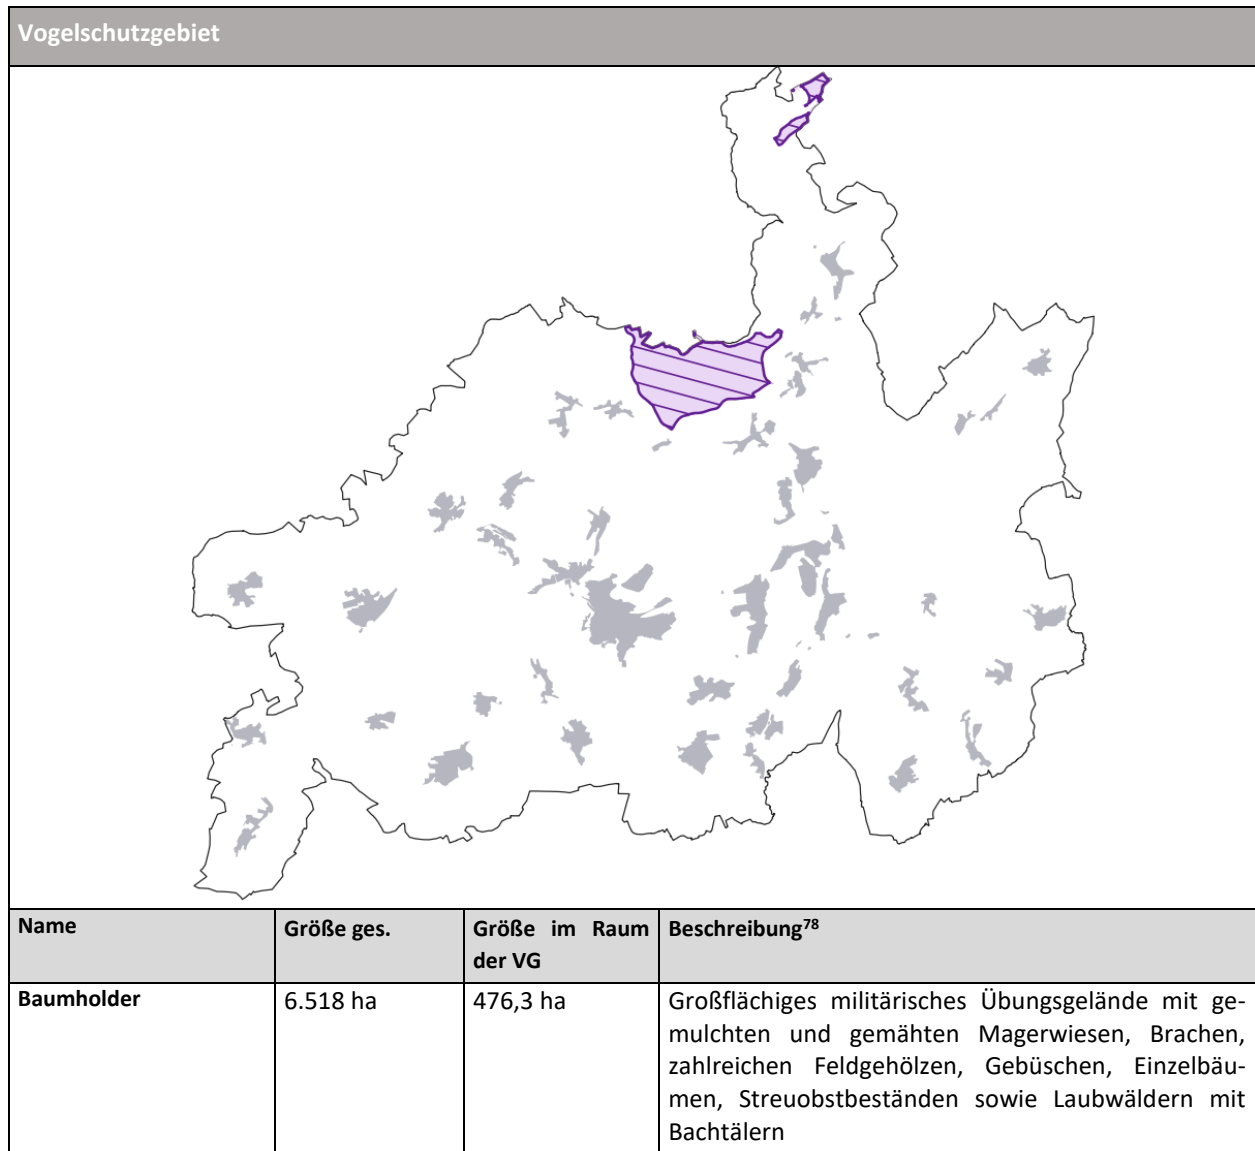 Vogelschutzgebiet
Name
Größe ges.
Größe im Raum
der VG
Beschreibung78
Baumholder
6.518 ha
476,3 ha
Großflächiges militärisches Übungsgelände mit ge-
mulchten und gemähten Magerwiesen, Brachen,
zahlreichen Feldgehölzen, Gebüschen, Einzelbäu-
men, Streuobstbeständen sowie Laubwäldern mit
Bachtälern